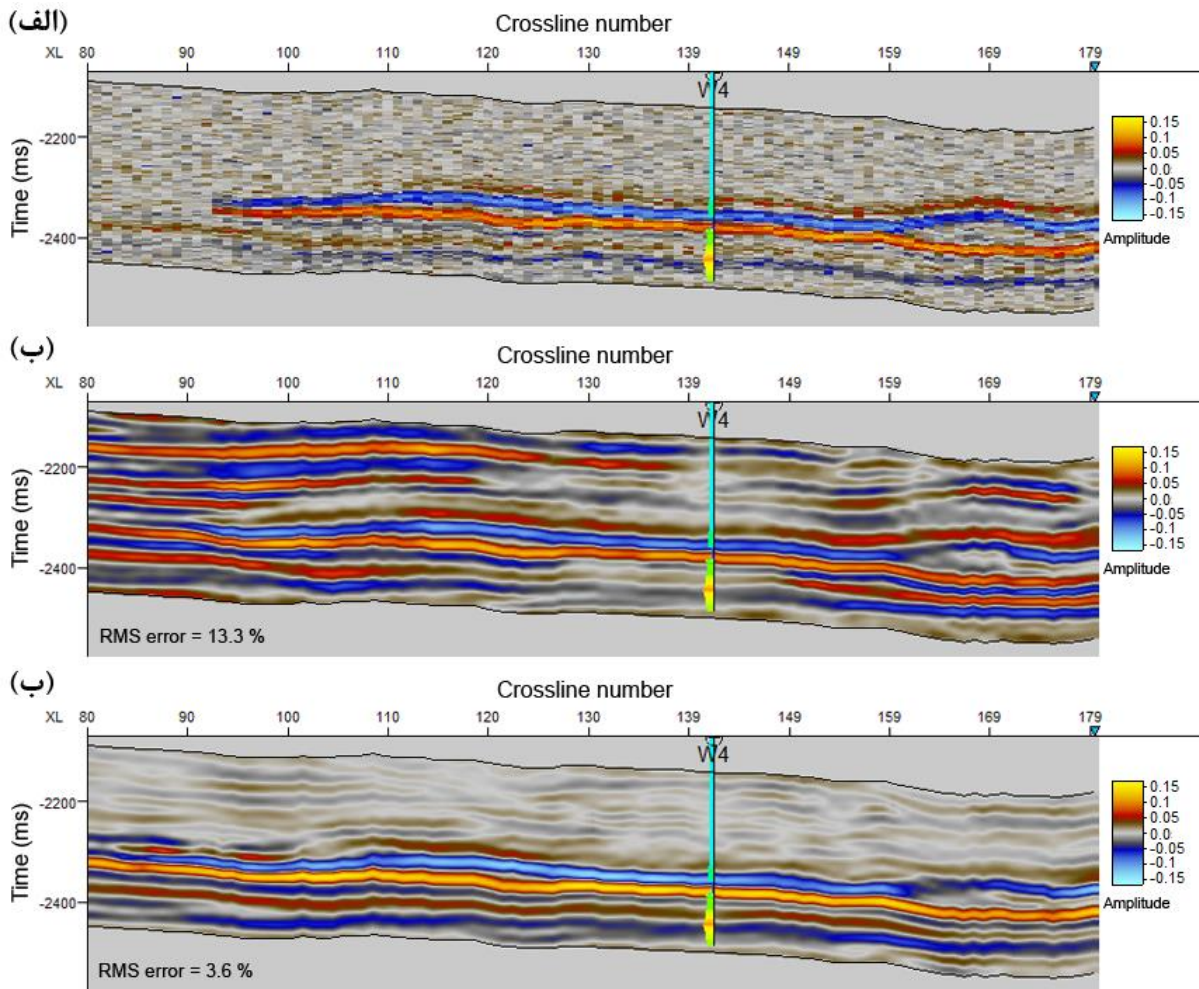 (الف)
Crossline number
XL 80 90 100 110 120 130 139 149 159 169 179
W4
Time (ms)
-2200
-2400
0.15
0.10
0.05
0.0
-0.05
-0.10
-0.15
Amplitude
(ب)
Crossline number
XL 80 90 100 110 120 130 139 149 159 169 179
W4
Time (ms)
-2200
-2400
0.15
0.1
0.05
0.0
-0.05
-0.1
-0.15
Amplitude
RMS error = 13.3 %
(ب)
Crossline number
XL 80 90 100 110 120 130 139 149 159 169 179
W4
Time (ms)
-2200
-2400
0.15
0.1
0.05
0.0
-0.05
-0.1
-0.15
Amplitude
RMS error = 3.6 %